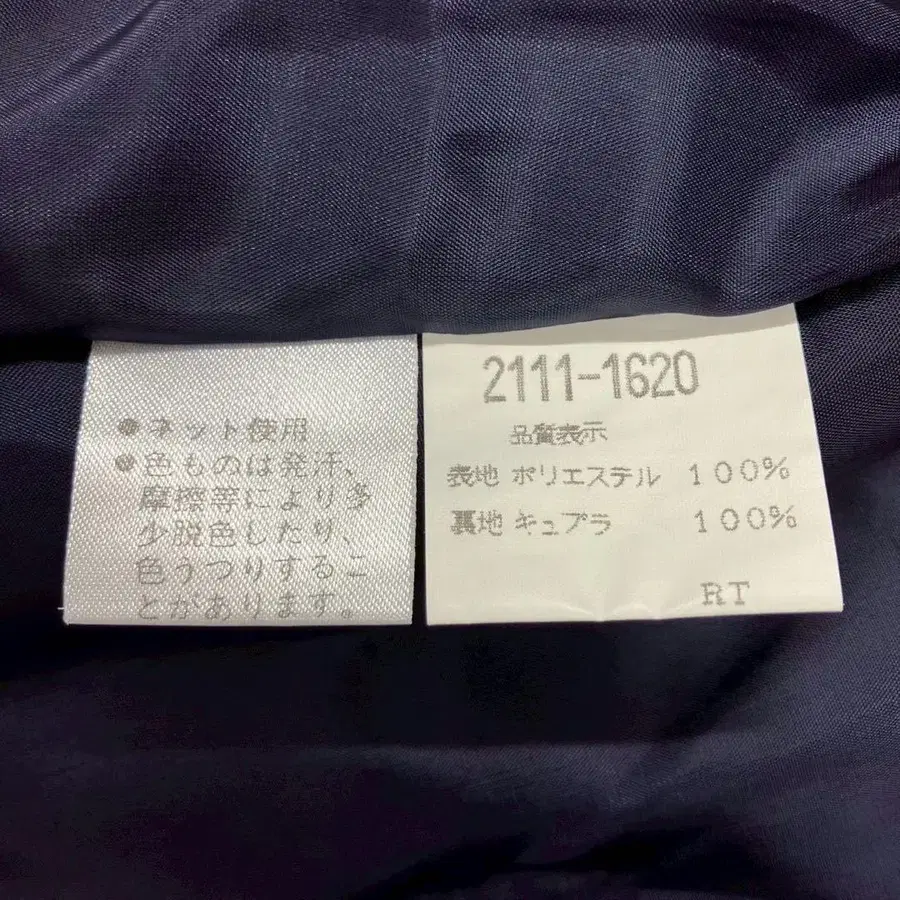 ●ネット使用
●色ものは発汗、
摩擦等により多
少脱色したり、
色うつりするこ
とがあります。
2111-1620
品質表示
表地 ポリエステル 100%
裏地 キュプラ 100%
RT